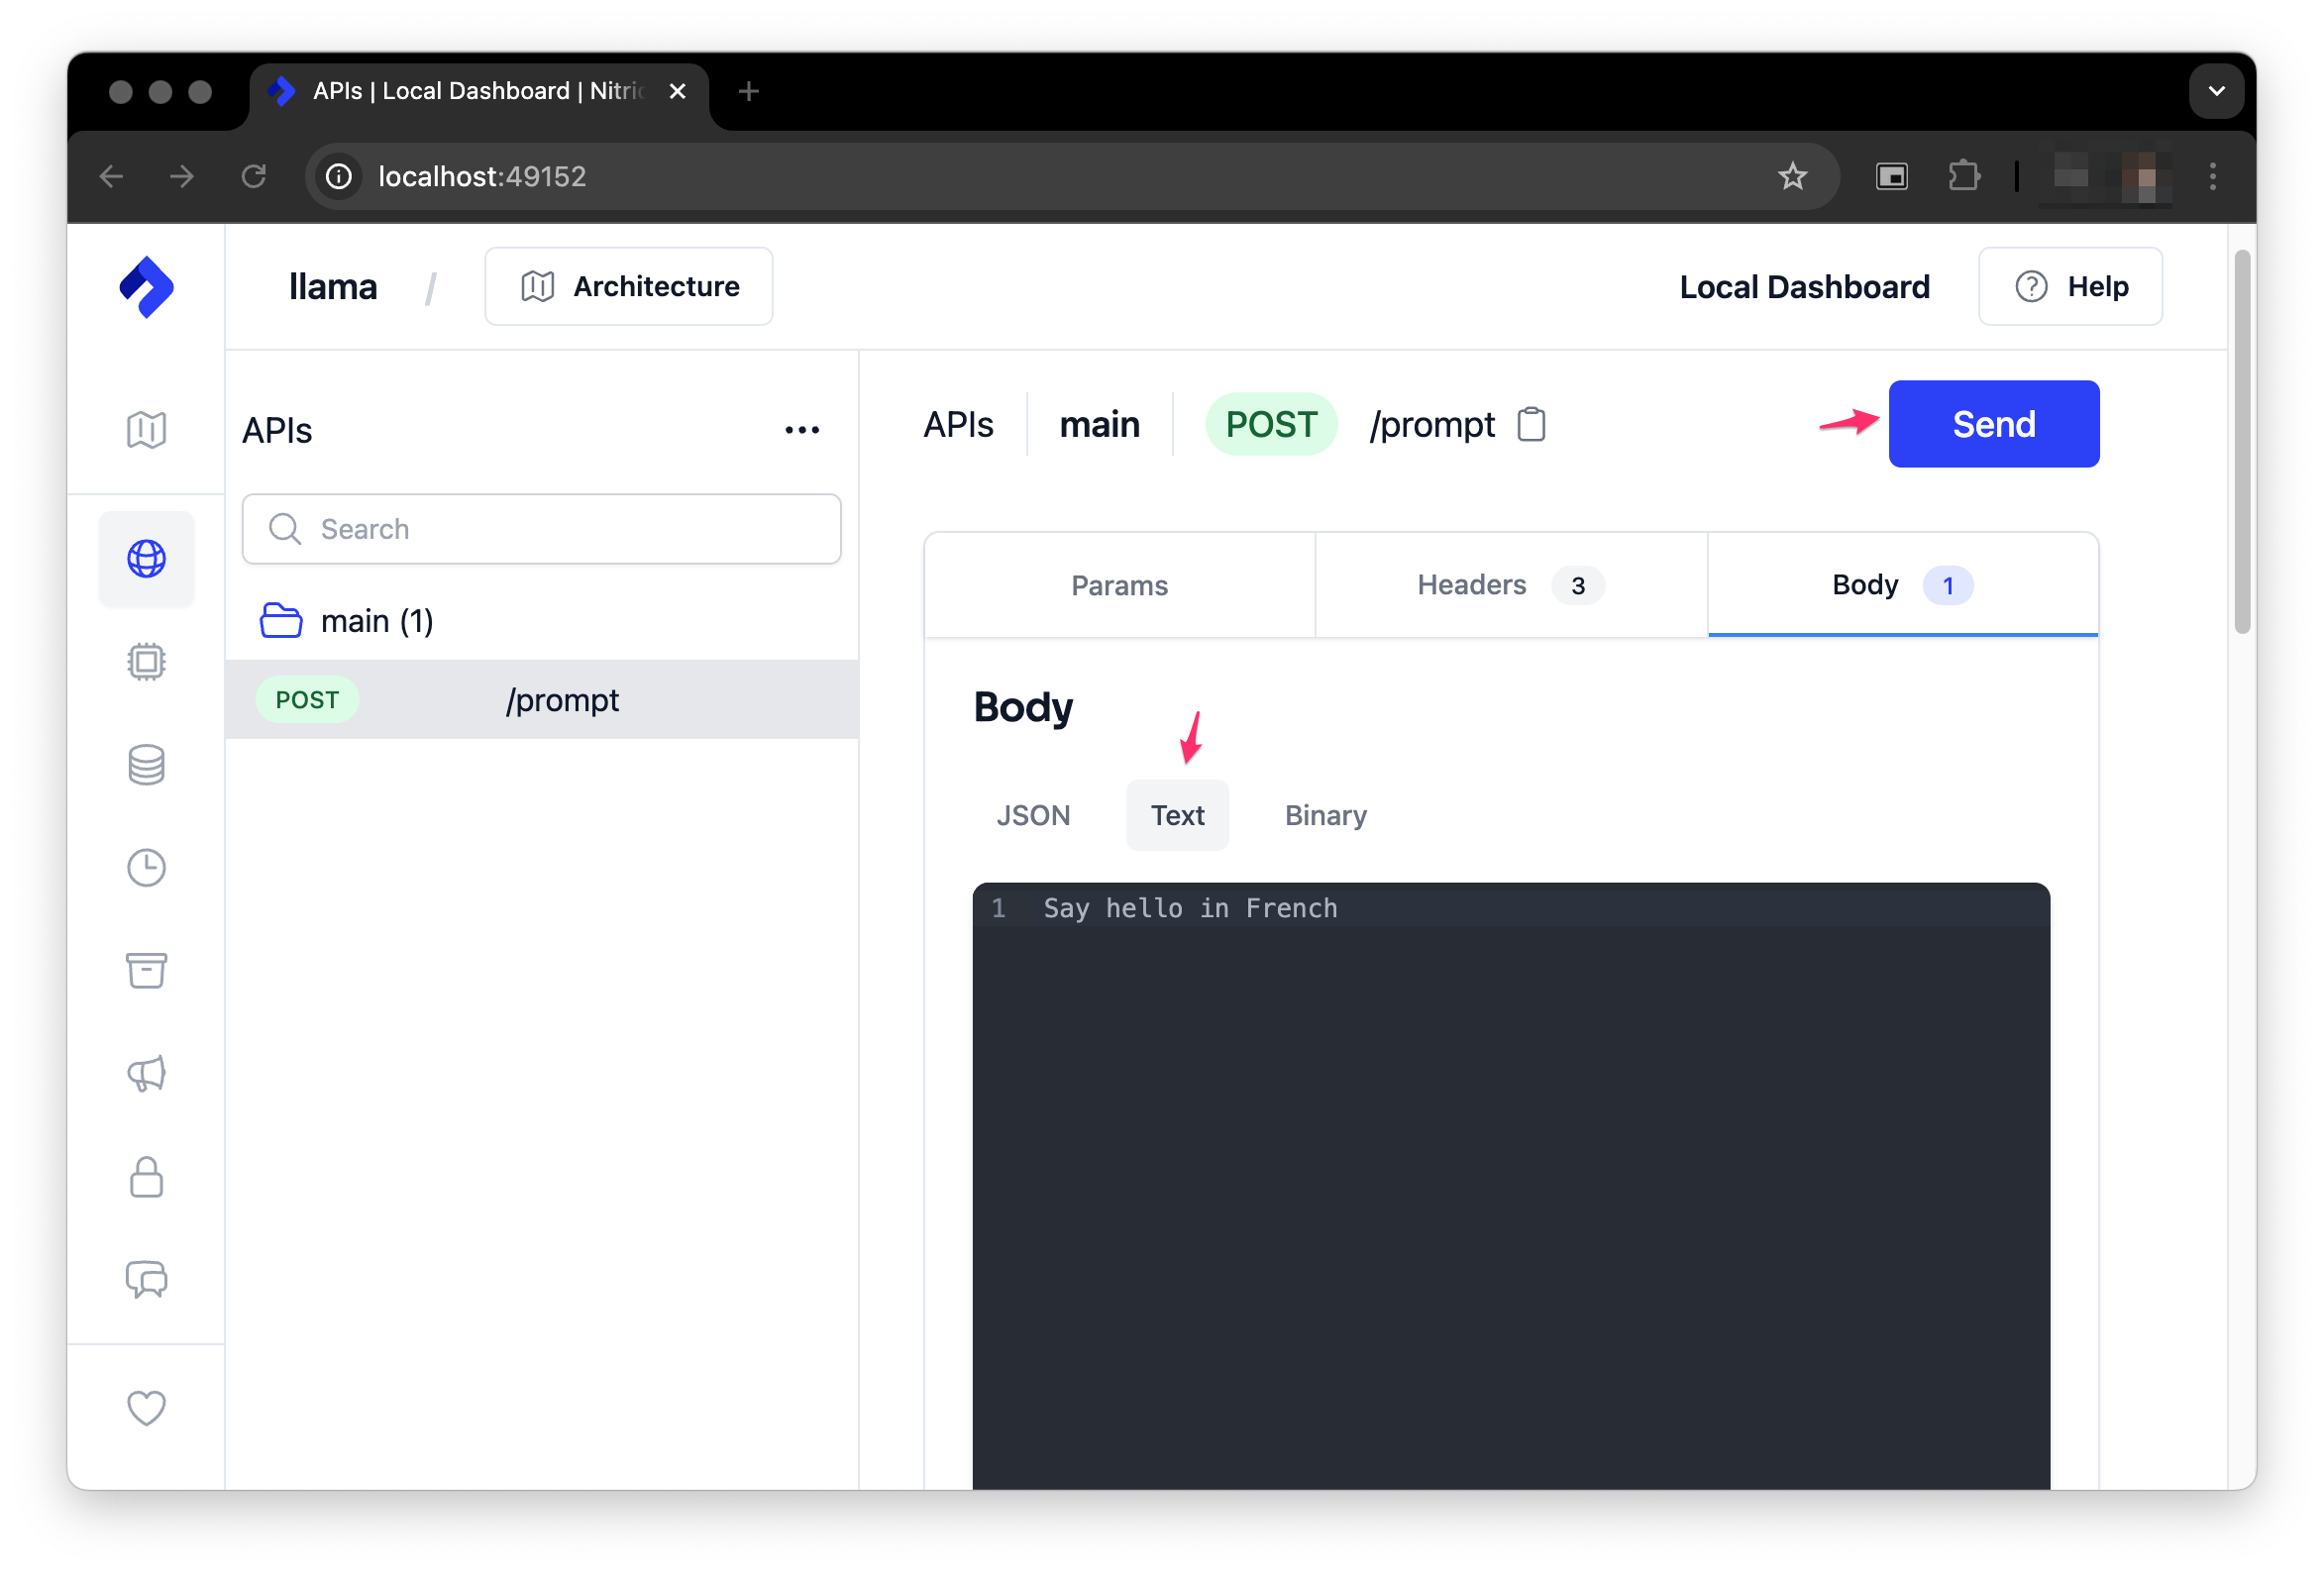 APIs | Local Dashboard | Nitric
localhost:49152
llama / Architecture
Local Dashboard
Help
APIs
Search
main (1)
POST /prompt
APIs main POST /prompt
Send
Params
Headers 3
Body 1
Body
JSON Text Binary
1 Say hello in French